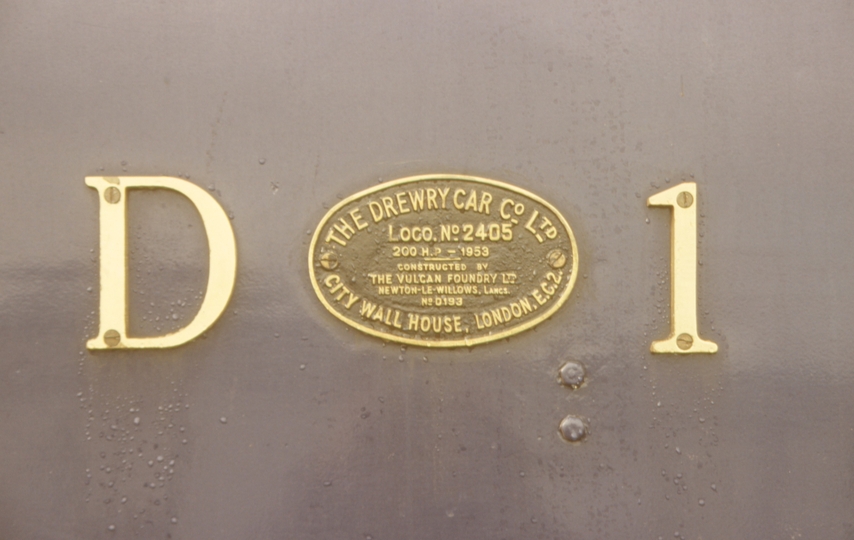 D
THE DREWRY CAR Co LTD
LOCO. No 2405
200 H.P. - 1953
CONSTRUCTED BY
THE VULCAN FOUNDRY LTD
NEWTON-LE-WILLOWS, LANCS.
No D193
CITY WALL HOUSE, LONDON, E.C.2.
1